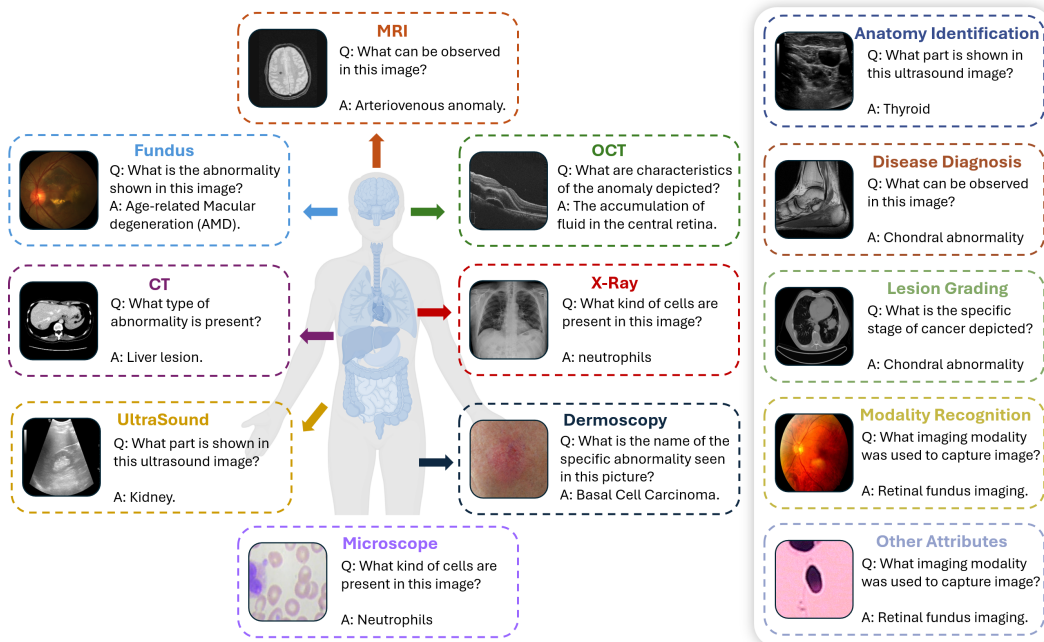 MRI
Q: What can be observed
in this image?
A: Arteriovenous anomaly.
Fundus
Q: What is the abnormality
shown in this image?
A: Age-related Macular
degeneration (AMD).
OCT
Q: What are characteristics
of the anomaly depicted?
A: The accumulation of
fluid in the central retina.
CT
Q: What type of
abnormality is present?
A: Liver lesion.
X-Ray
Q: What kind of cells are
present in this image?
A: neutrophils
UltraSound
Q: What part is shown in
this ultrasound image?
A: Kidney.
Dermoscopy
Q: What is the name of the
specific abnormality seen
in this picture?
A: Basal Cell Carcinoma.
Microscope
Q: What kind of cells are
present in this image?
A: Neutrophils
Anatomy Identification
Q: What part is shown in
this ultrasound image?
A: Thyroid
Disease Diagnosis
Q: What can be observed
in this image?
A: Chondral abnormality
Lesion Grading
Q: What is the specific
stage of cancer depicted?
A: Chondral abnormality
Modality Recognition
Q: What imaging modality
was used to capture image?
A: Retinal fundus imaging.
Other Attributes
Q: What imaging modality
was used to capture image?
A: Retinal fundus imaging.